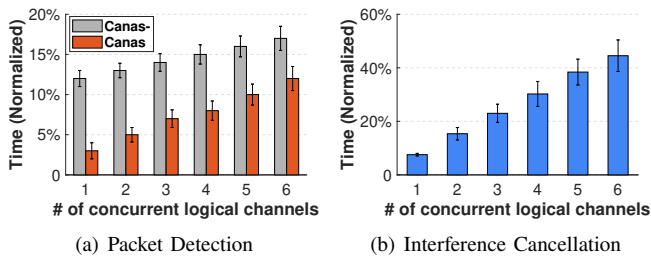 20%
15%
10%
5%
0
Time (Normalized)
Canas-
Canas
1 2 3 4 5 6
# of concurrent logical channels
(a) Packet Detection
60%
40%
20%
0
Time (Normalized)
1 2 3 4 5 6
# of concurrent logical channels
(b) Interference Cancellation